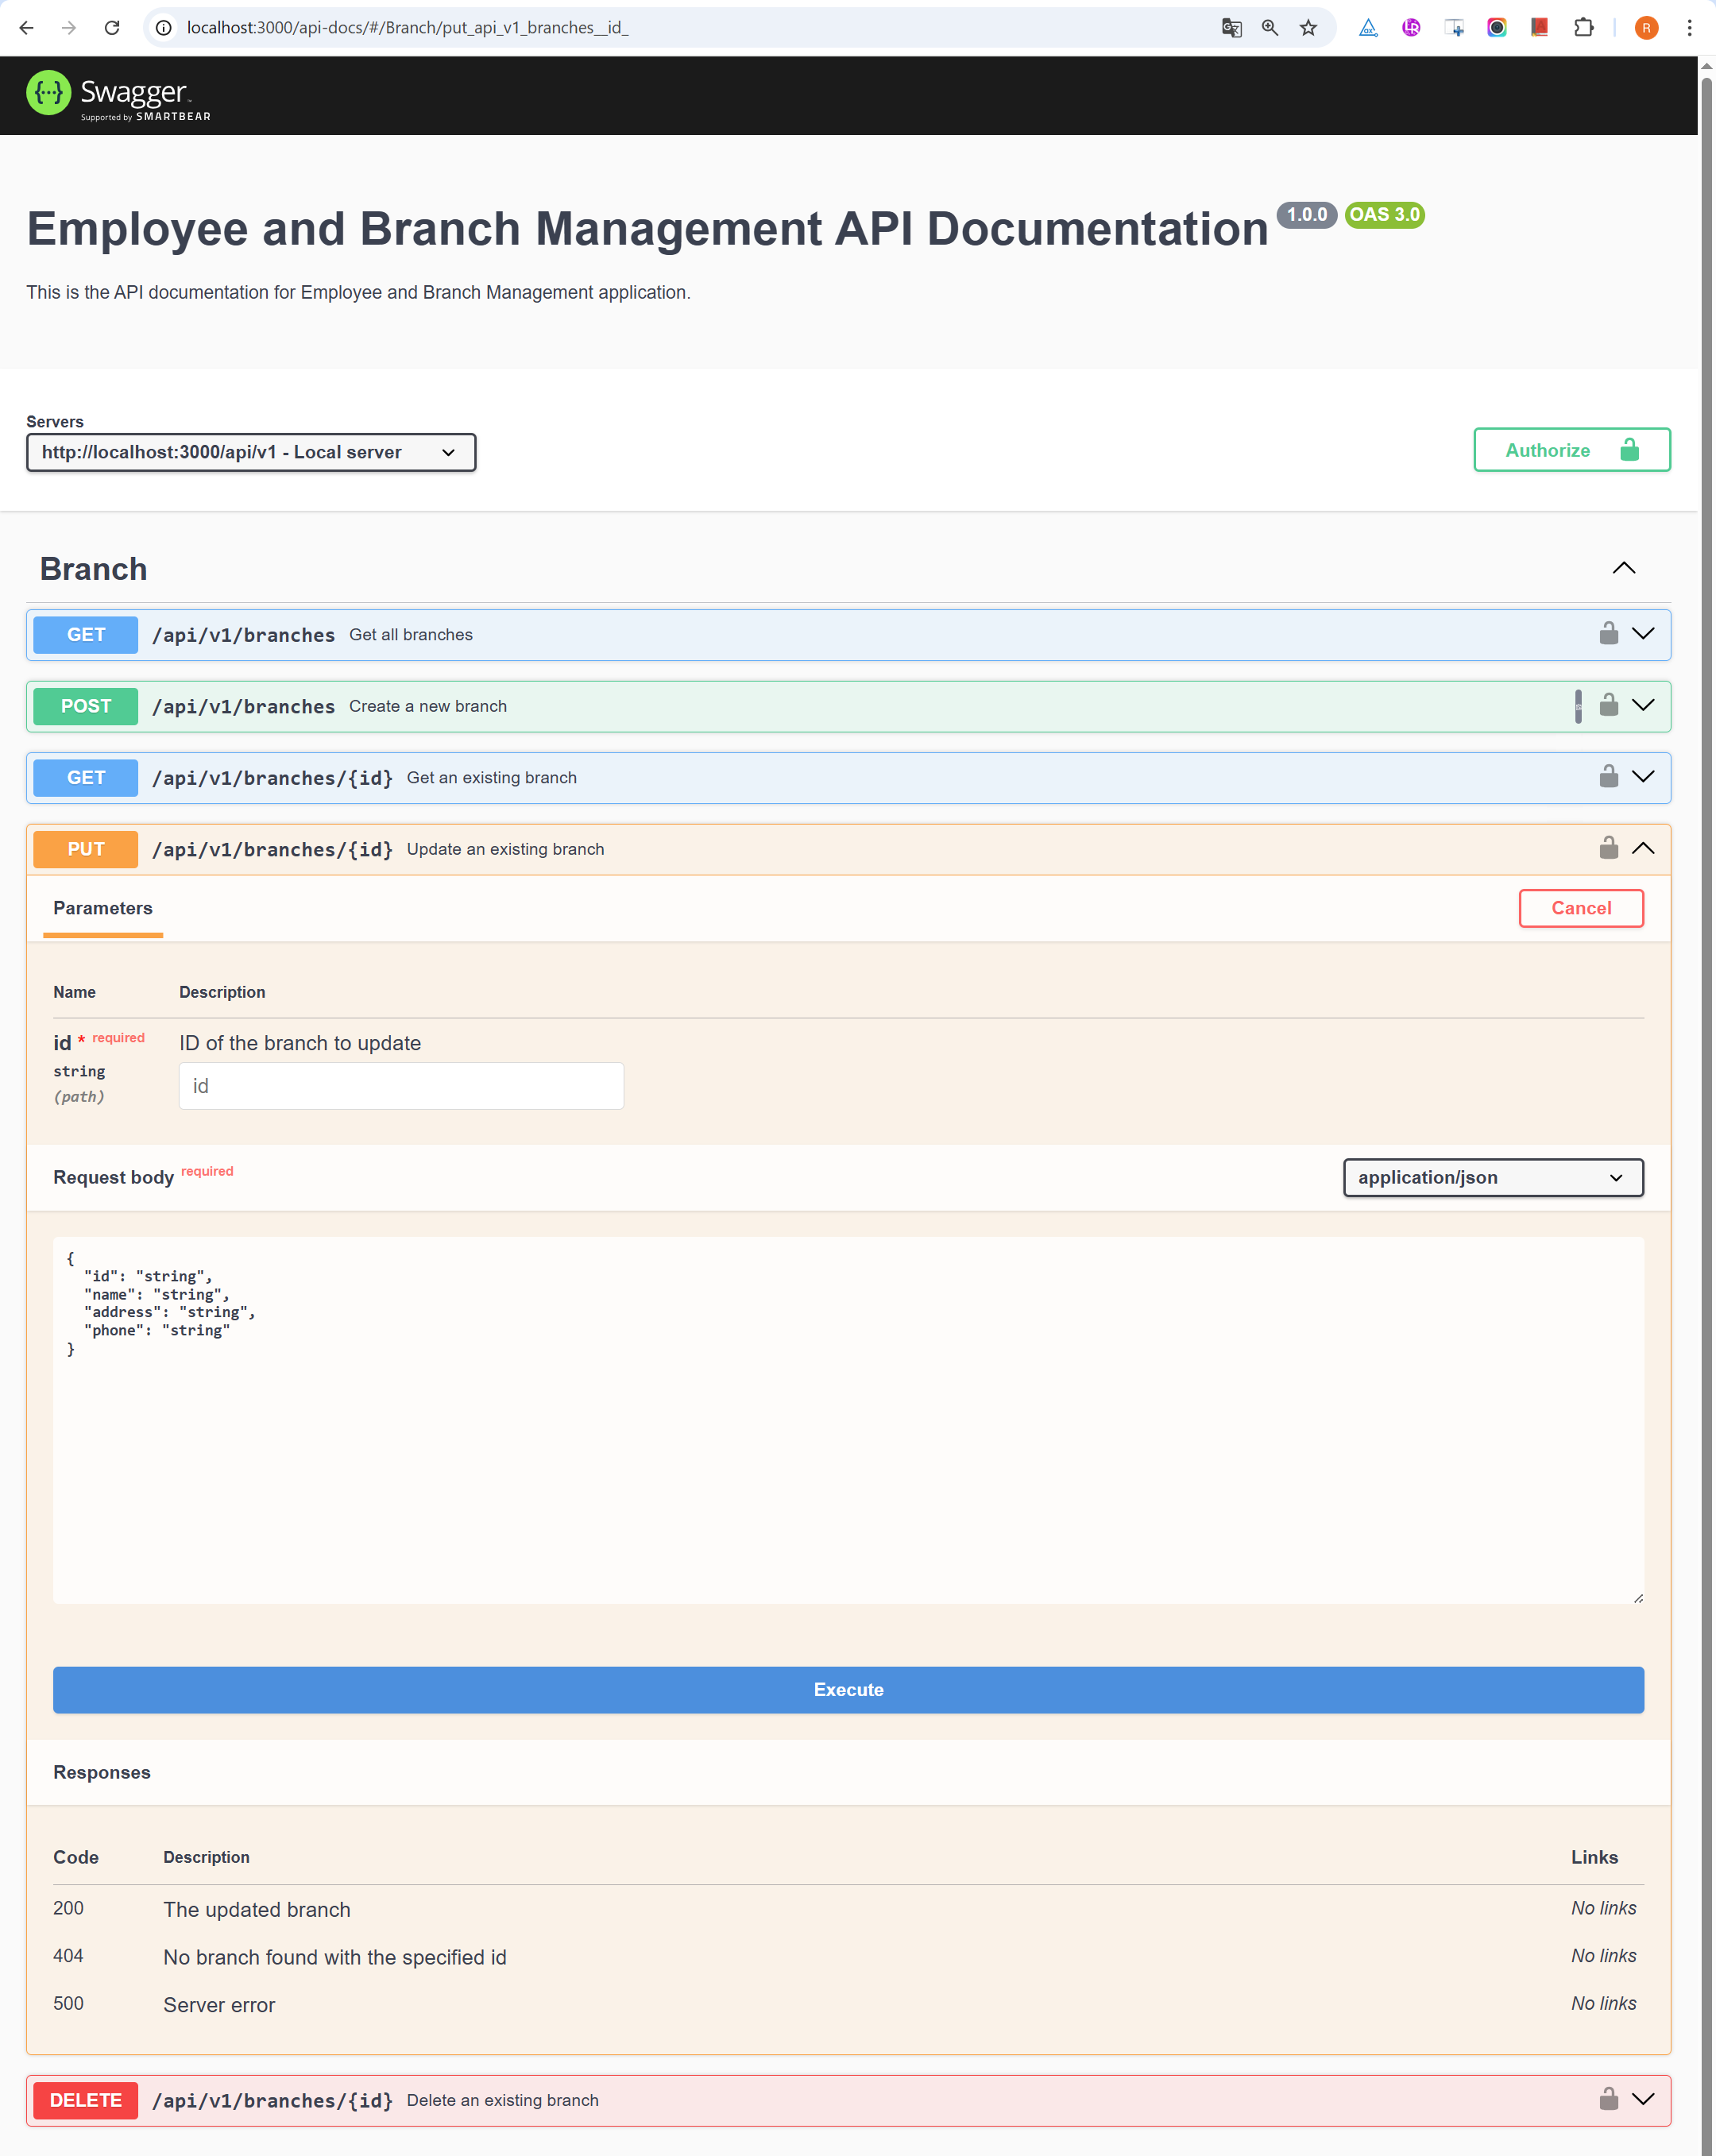 localhost:3000/api-docs/#/Branch/put_api_v1_branches__id_
R
Swagger
Supported by SMARTBEAR
Employee and Branch Management API Documentation 1.0.0 OAS 3.0
This is the API documentation for Employee and Branch Management application.
Servers
http://localhost:3000/api/v1 - Local server
Authorize
Branch
GET /api/v1/branches Get all branches
POST /api/v1/branches Create a new branch
GET /api/v1/branches/{id} Get an existing branch
PUT /api/v1/branches/{id} Update an existing branch
Parameters
Cancel
Name Description
id * required ID of the branch to update
string
(path)
id
Request body required
application/json
{
  "id": "string",
  "name": "string",
  "address": "string",
  "phone": "string"
}
Execute
Responses
Code Description Links
200 The updated branch No links
404 No branch found with the specified id No links
500 Server error No links
DELETE /api/v1/branches/{id} Delete an existing branch